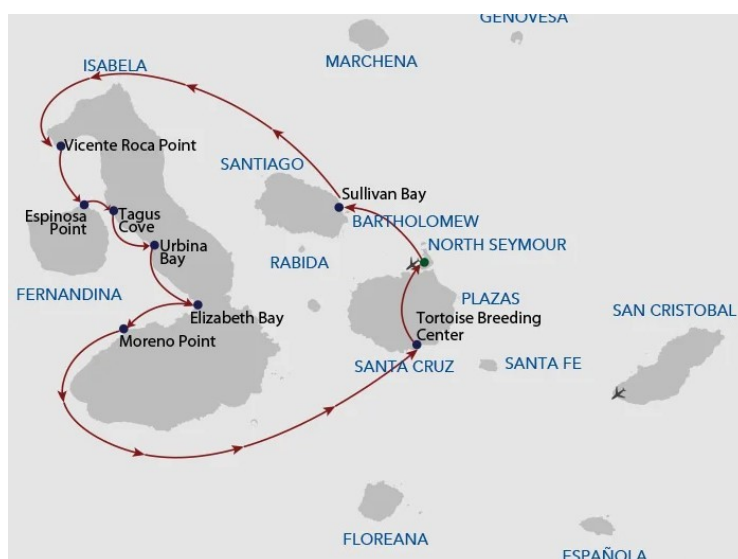 GENOVESA
MARCHENA
ISABELA
Vicente Roca Point
SANTIAGO
Sullivan Bay
Espinosa
Point
Tagus
Cove
BARTHOLOMEW
Urbina
Bay
NORTH SEYMOUR
RABIDA
FERNANDINA
PLAZAS
Elizabeth Bay
Tortoise Breeding
Center
SAN CRISTOBAL
Moreno Point
SANTA CRUZ
SANTA FE
FLOREANA
ESPAÑOLA